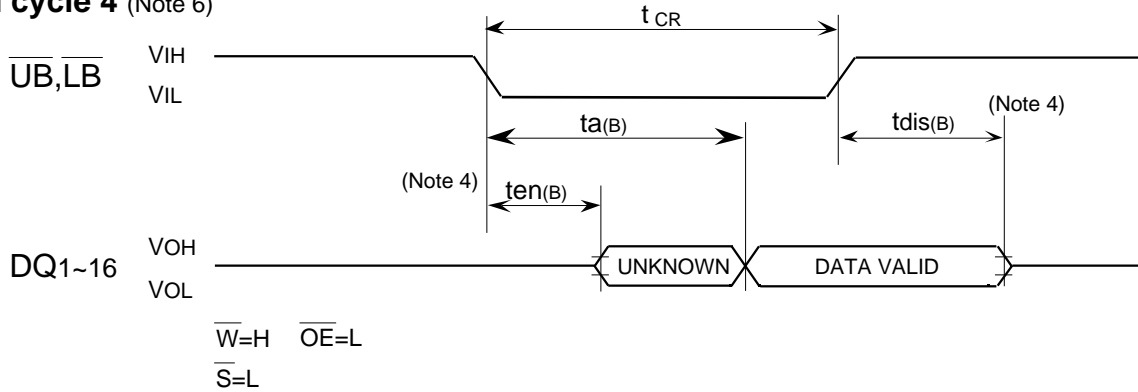 cycle 4 (Note 6)
t CR
UB,LB
VIH
VIL
ta(B)
tdis(B)
(Note 4)
(Note 4)
ten(B)
DQ1~16
VOH
VOL
UNKNOWN
DATA VALID
W=H OE=L
S=L